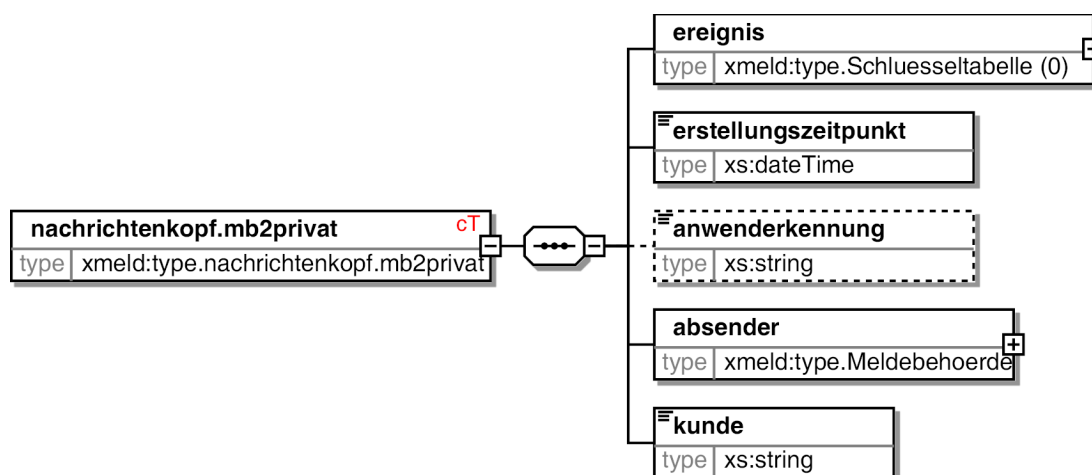 ereignis
type xmeld:type.Schluesseltabelle (0)
erstellungszeitpunkt
type xs:dateTime
nachrichtenkopf.mb2privat cT
type xmeld:type.nachrichtenkopf.mb2privat
anwenderkennung
type xs:string
absender
type xmeld:type.Meldebehoerde
kunde
type xs:string